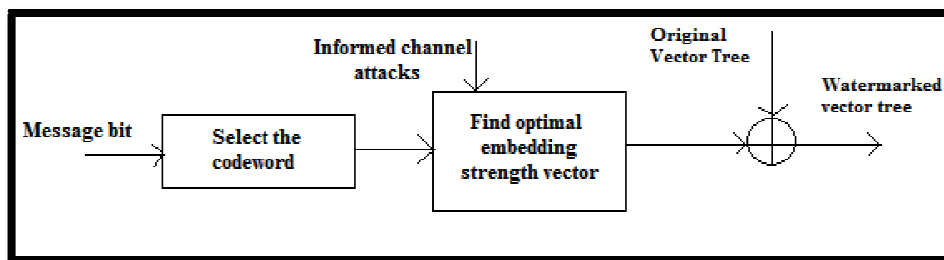 Message bit
Select the
codeword
Informed channel
attacks
Find optimal
embedding
strength vector
Original
Vector Tree
Watermarked
vector tree